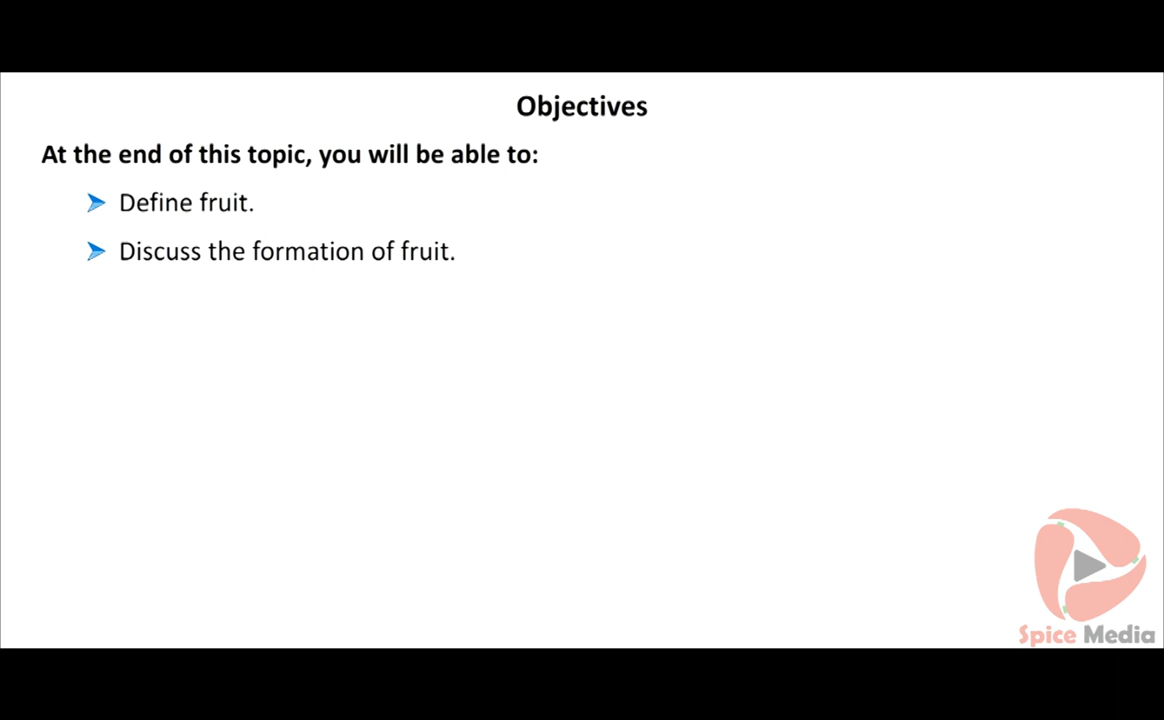 Objectives
At the end of this topic, you will be able to:
Define fruit.
Discuss the formation of fruit.
Spice Media